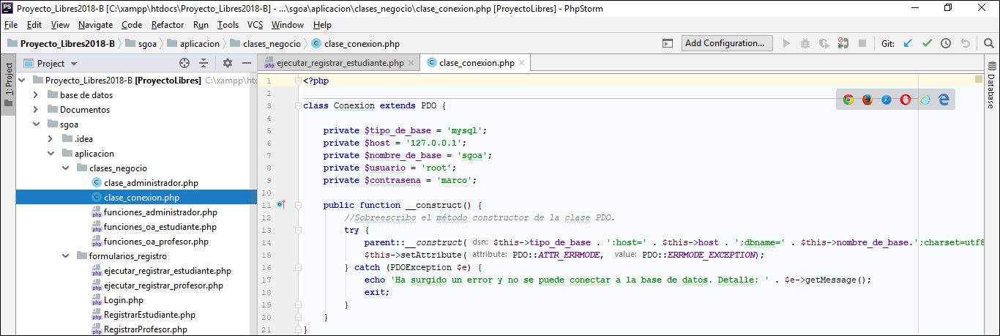 Proyecto_Libres2018-B [C:\xampp\htdocs\Proyecto_Libres2018-B] - ...\sgoa\aplicacion\clases_negocio\clase_conexion.php [ProyectoLibres] - PhpStorm
File Edit View Navigate Code Refactor Run Tools VCS Window Help
Proyecto_Libres2018-B sgoa aplicacion clases_negocio clase_conexion.php Add Configuration... Git:
Project ejecutar_registrar_estudiante.php clase_conexion.php
1: Project
Database
Proyecto_Libres2018-B [ProyectoLibres] C:\xampp\htdo
base de datos
Documentos
sgoa
.idea
aplicacion
clases_negocio
clase_administrador.php
clase_conexion.php
funciones_administrador.php
funciones_oa_estudiante.php
funciones_oa_profesor.php
formularios_registro
ejecutar_registrar_estudiante.php
ejecutar_registrar_profesor.php
Login.php
RegistrarEstudiante.php
RegistrarProfesor.php
1 <?php
2
3 class Conexion extends PDO {
4
5 private $tipo_de_base = 'mysql';
6 private $host = '127.0.0.1';
7 private $nombre_de_base = 'sgoa';
8 private $usuario = 'root';
9 private $contrasena = 'marco';
10
11 public function __construct() {
12 //Sobreescribo el método constructor de la clase PDO.
13 try {
14 parent::__construct( dsn: $this->tipo_de_base . ':host=' . $this->host . ';dbname=' . $this->nombre_de_base.';charset=utf8
15 $this->setAttribute( attribute: PDO::ATTR_ERRMODE, value: PDO::ERRMODE_EXCEPTION);
16 } catch (PDOException $e) {
17 echo 'Ha surgido un error y no se puede conectar a la base de datos. Detalle: ' . $e->getMessage();
18 exit;
19 }
20 }
21 }